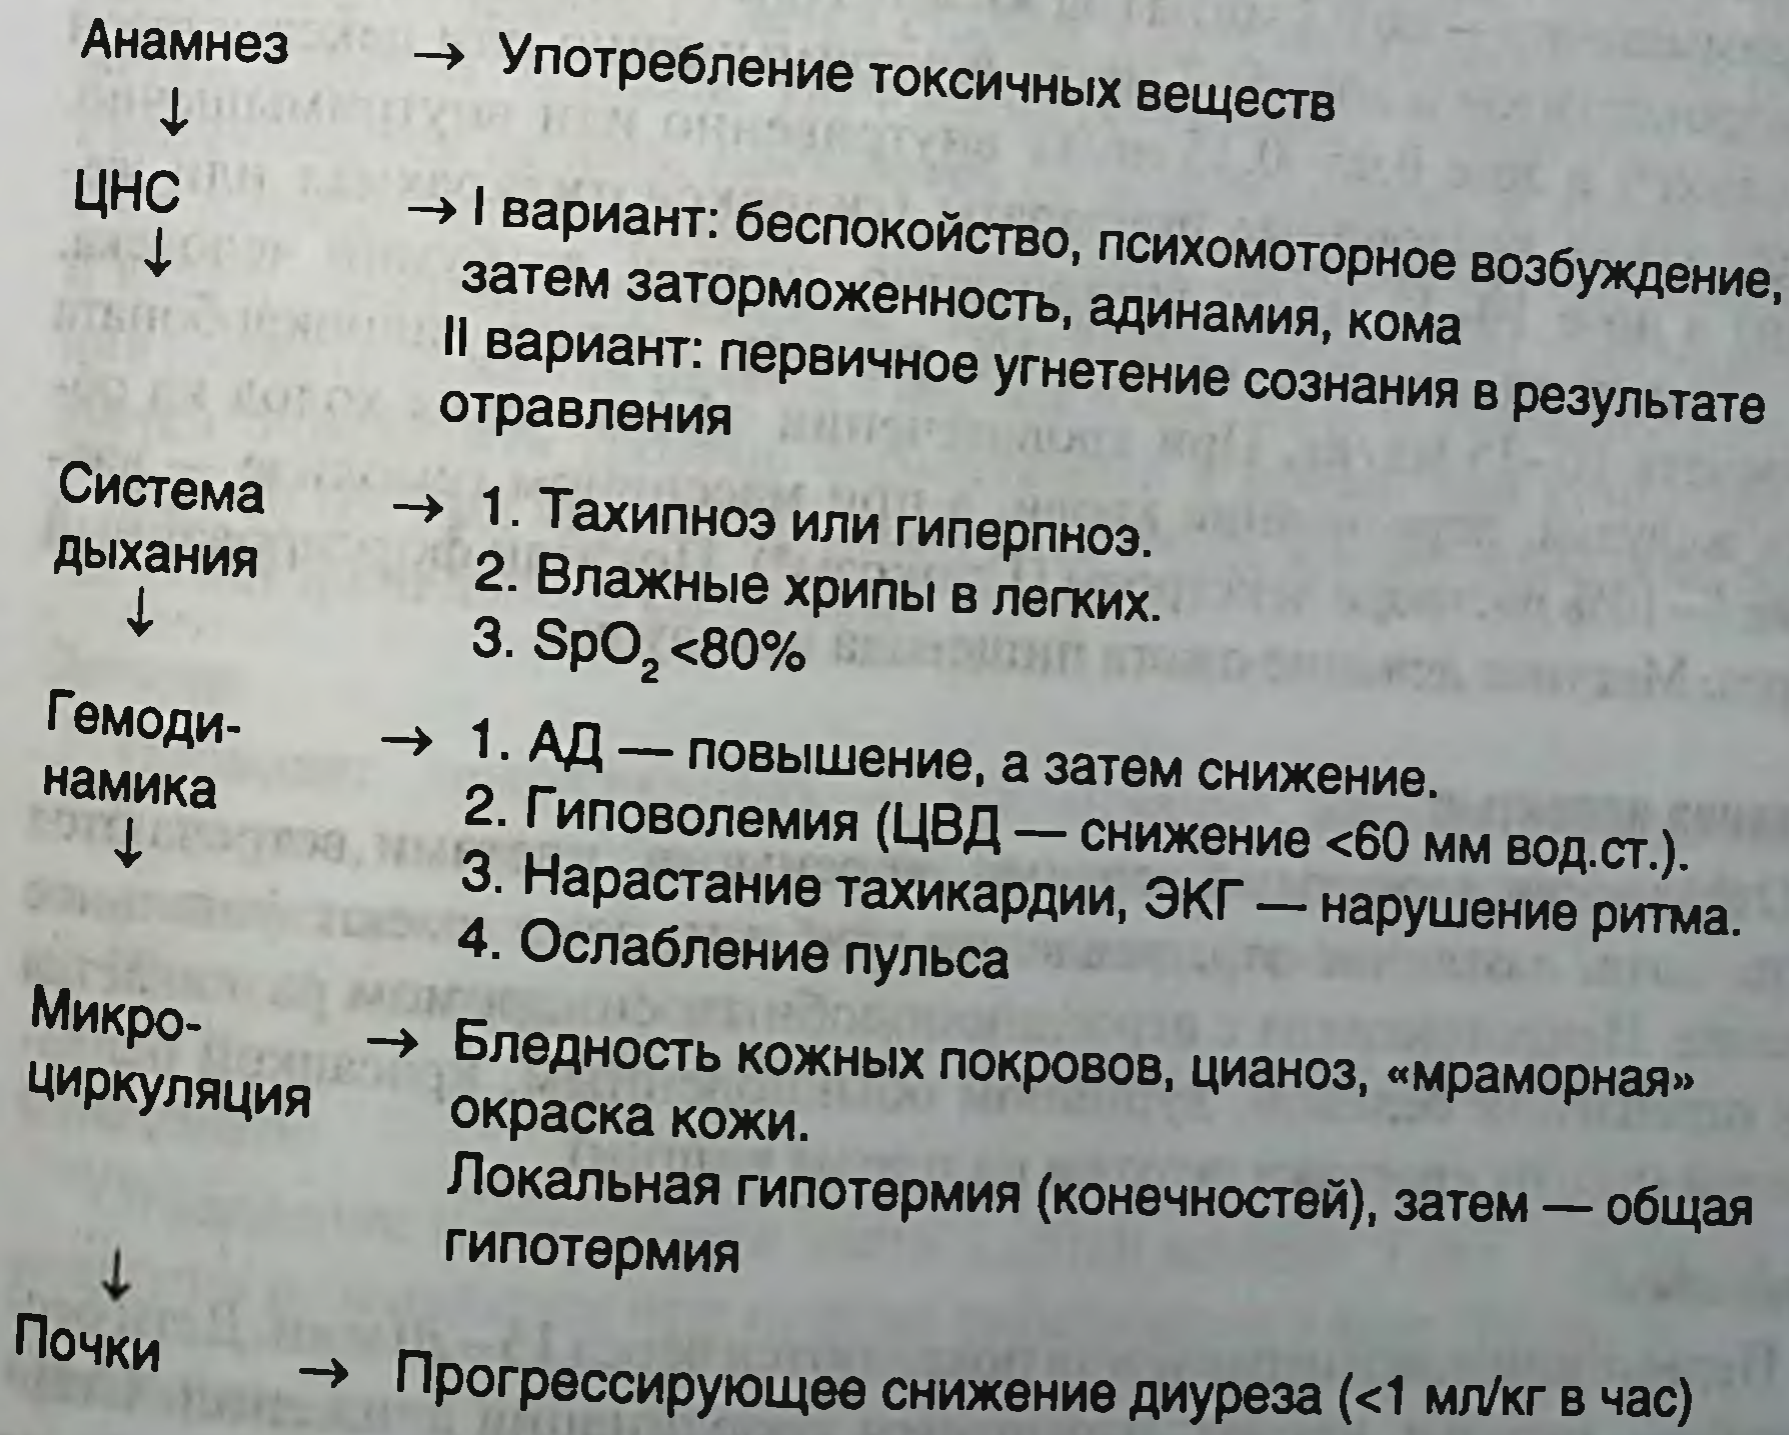 Анамнез → Употребление токсичных веществ
↓
ЦНС → I вариант: беспокойство, психомоторное возбуждение,
↓ затем заторможенность, адинамия, кома
II вариант: первичное угнетение сознания в результате
отравления
Система → 1. Тахипноэ или гиперпноэ.
дыхания 2. Влажные хрипы в легких.
↓ 3. SpO₂ <80%
Гемоди- → 1. АД — повышение, а затем снижение.
намика 2. Гиповолемия (ЦВД — снижение <60 мм вод.ст.).
↓ 3. Нарастание тахикардии, ЭКГ — нарушение ритма.
4. Ослабление пульса
Микро- → Бледность кожных покровов, цианоз, «мраморная»
циркуляция окраска кожи.
Локальная гипотермия (конечностей), затем — общая
↓ гипотермия
Почки → Прогрессирующее снижение диуреза (<1 мл/кг в час)